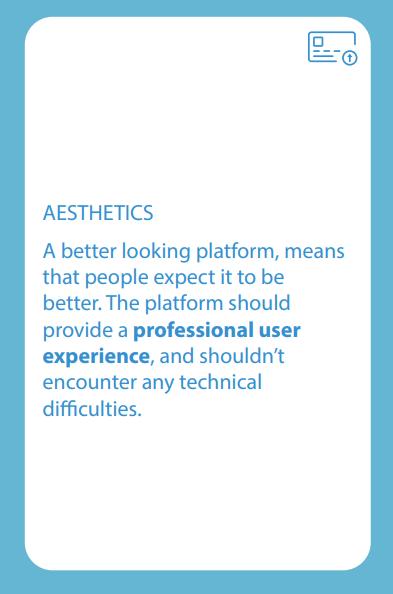 AESTHETICS
A better looking platform, means
that people expect it to be
better. The platform should
provide a professional user
experience, and shouldn’t
encounter any technical
difficulties.